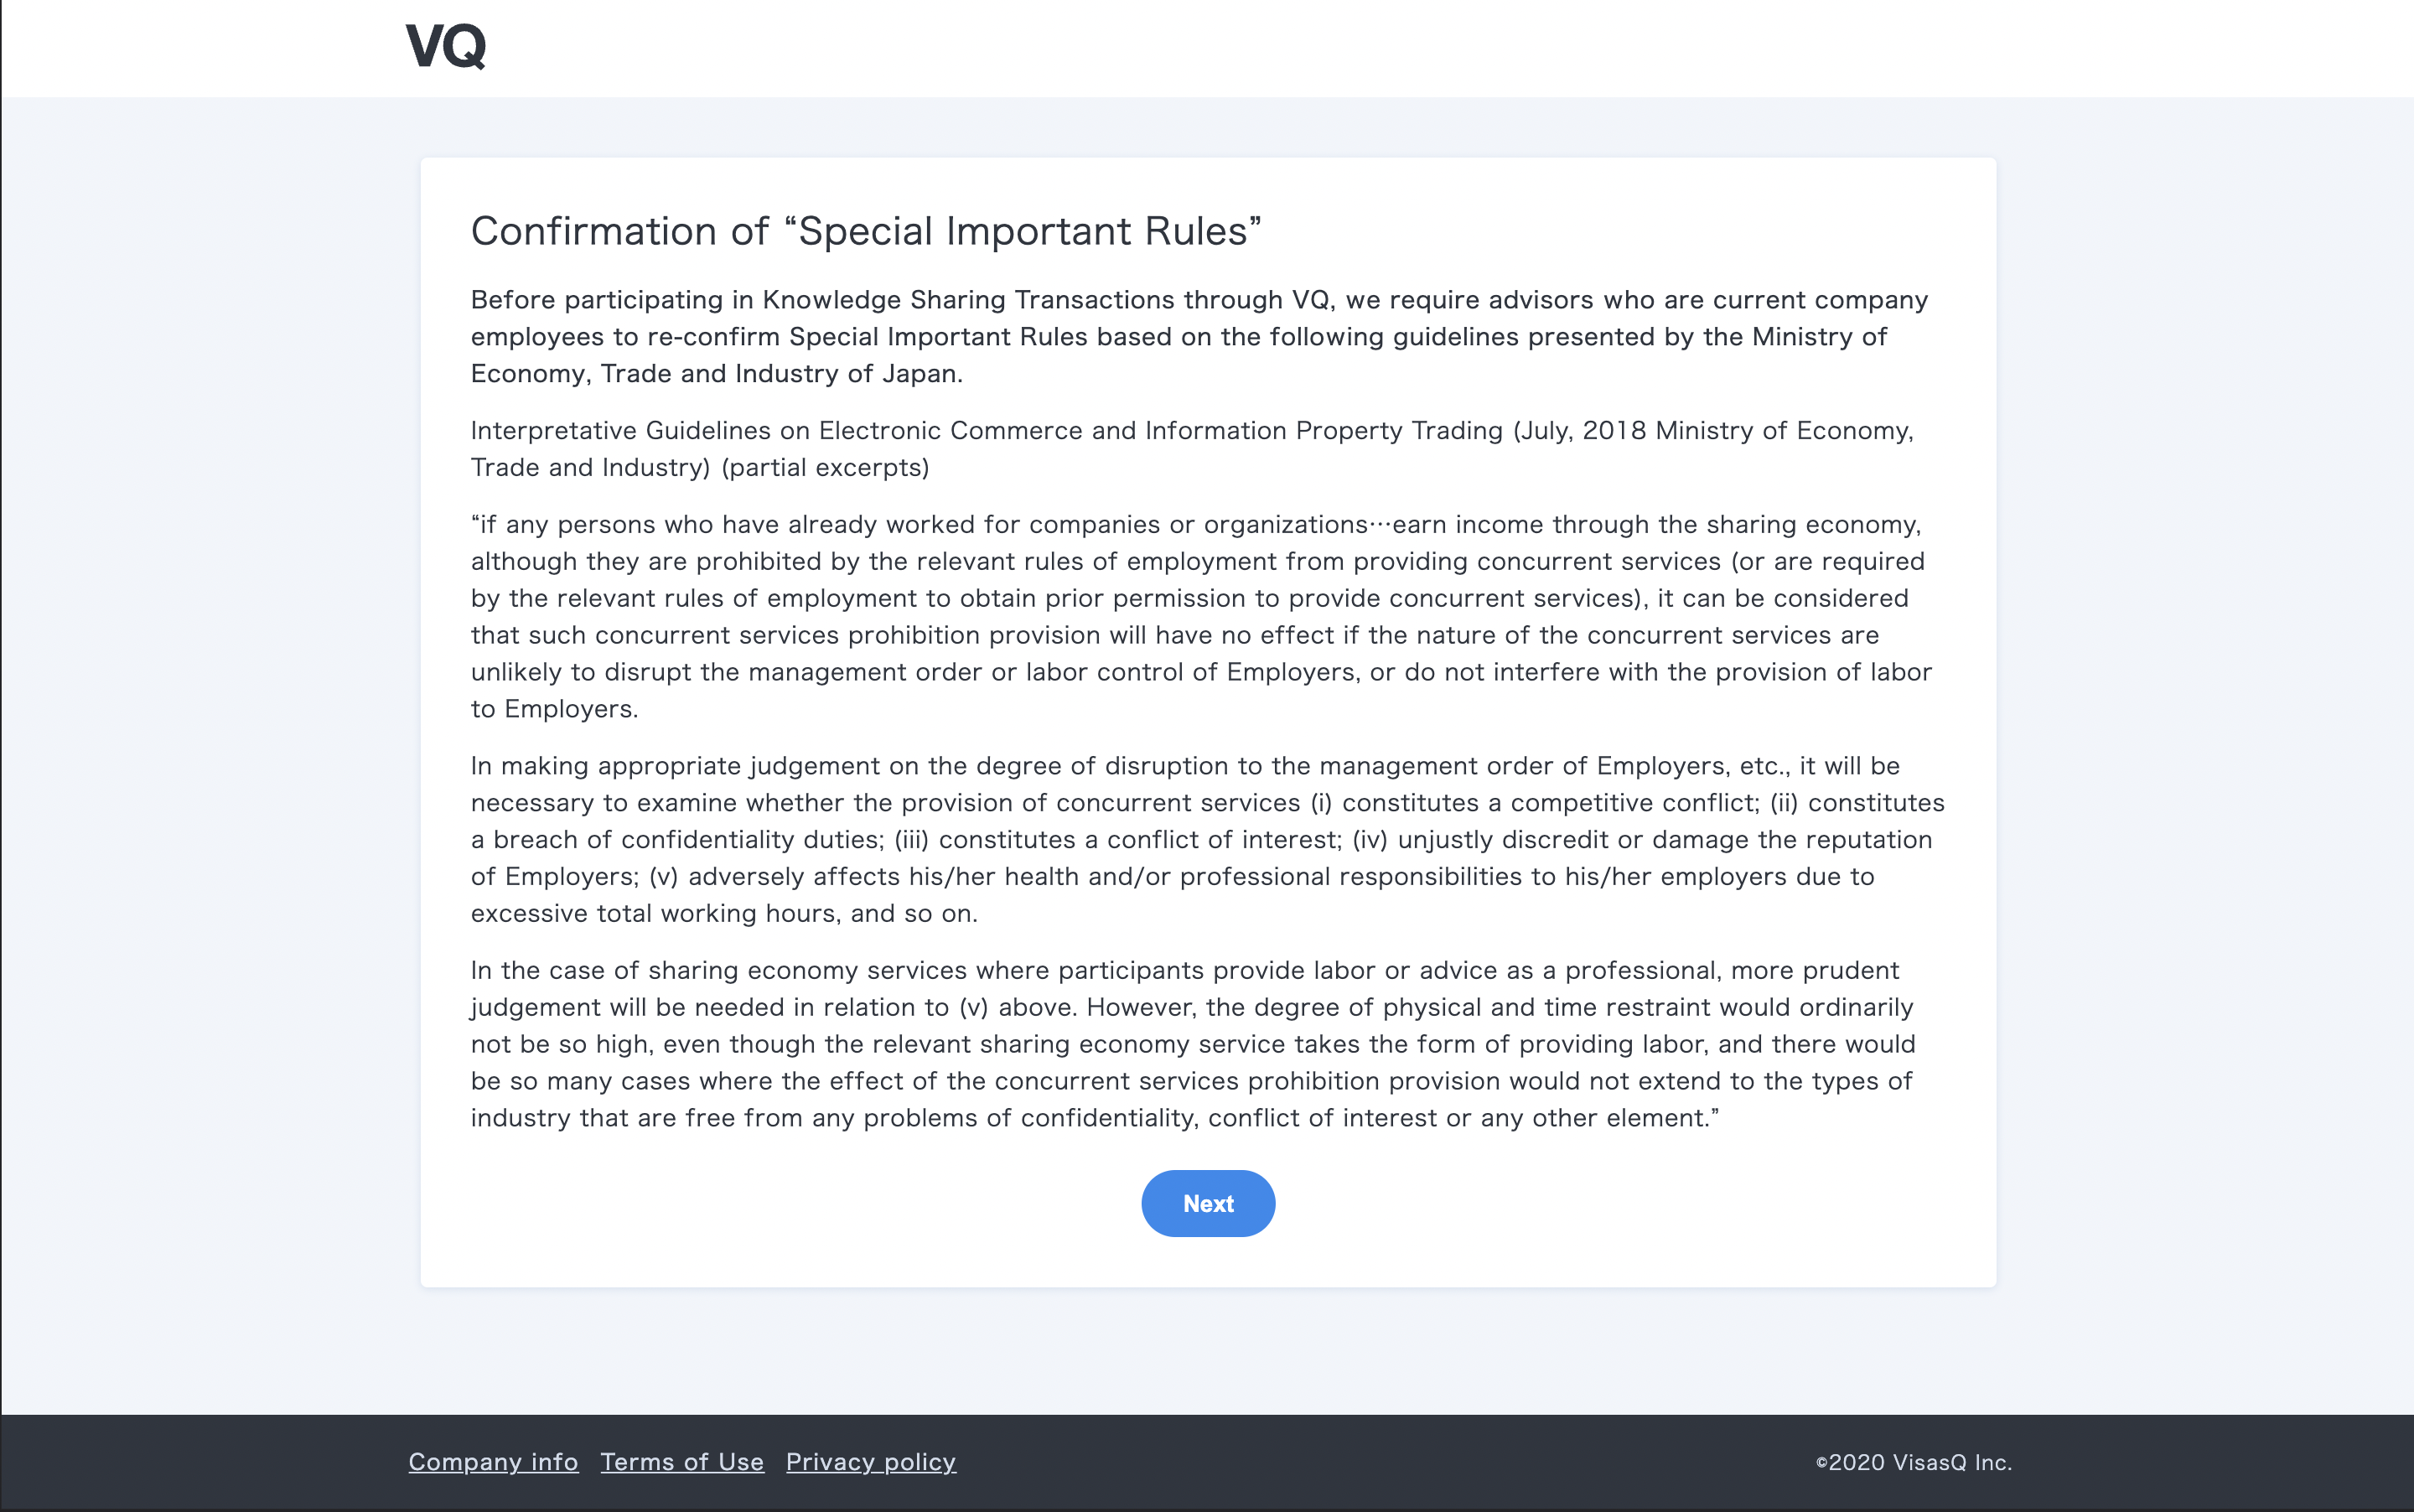 VQ
Confirmation of “Special Important Rules”
Before participating in Knowledge Sharing Transactions through VQ, we require advisors who are current company
employees to re-confirm Special Important Rules based on the following guidelines presented by the Ministry of
Economy, Trade and Industry of Japan.
Interpretative Guidelines on Electronic Commerce and Information Property Trading (July, 2018 Ministry of Economy,
Trade and Industry) (partial excerpts)
“if any persons who have already worked for companies or organizations…earn income through the sharing economy,
although they are prohibited by the relevant rules of employment from providing concurrent services (or are required
by the relevant rules of employment to obtain prior permission to provide concurrent services), it can be considered
that such concurrent services prohibition provision will have no effect if the nature of the concurrent services are
unlikely to disrupt the management order or labor control of Employers, or do not interfere with the provision of labor
to Employers.
In making appropriate judgement on the degree of disruption to the management order of Employers, etc., it will be
necessary to examine whether the provision of concurrent services (i) constitutes a competitive conflict; (ii) constitutes
a breach of confidentiality duties; (iii) constitutes a conflict of interest; (iv) unjustly discredit or damage the reputation
of Employers; (v) adversely affects his/her health and/or professional responsibilities to his/her employers due to
excessive total working hours, and so on.
In the case of sharing economy services where participants provide labor or advice as a professional, more prudent
judgement will be needed in relation to (v) above. However, the degree of physical and time restraint would ordinarily
not be so high, even though the relevant sharing economy service takes the form of providing labor, and there would
be so many cases where the effect of the concurrent services prohibition provision would not extend to the types of
industry that are free from any problems of confidentiality, conflict of interest or any other element.”
Next
Company info Terms of Use Privacy policy ©2020 VisasQ Inc.